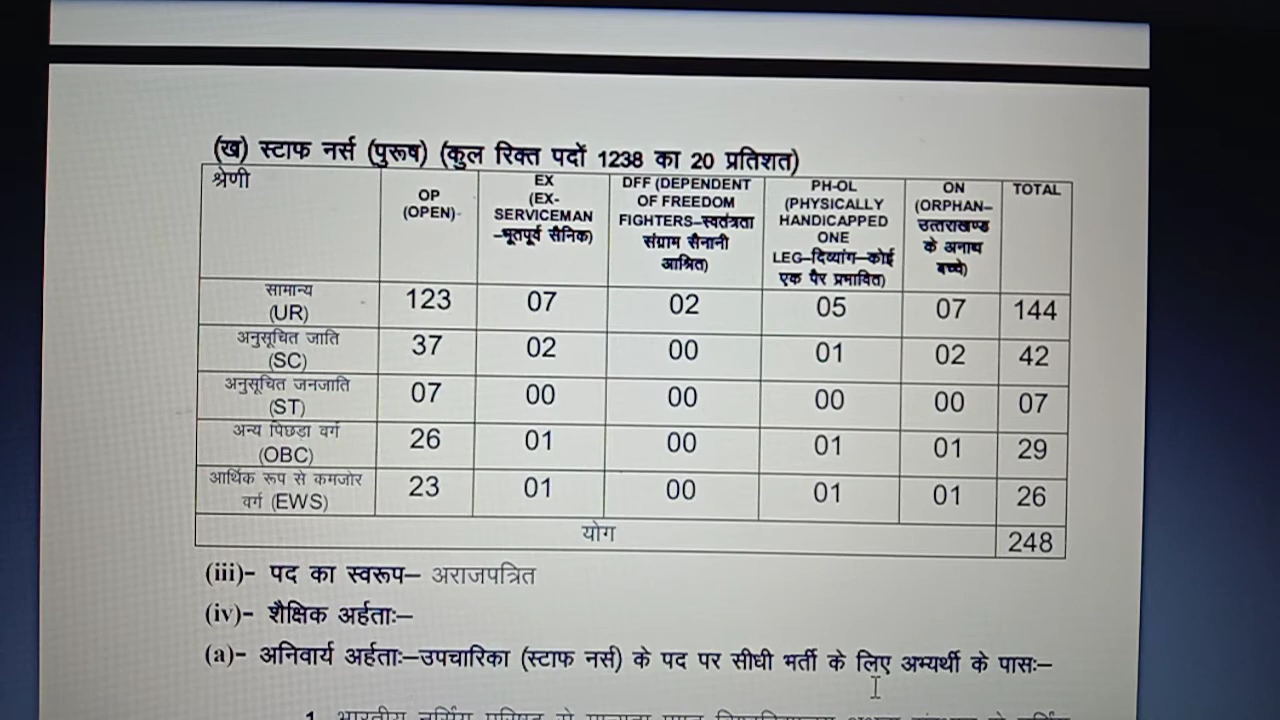 (ख) स्टाफ नर्स (पुरूष) (कुल रिक्त पदों 1238 का 20 प्रतिशत)
श्रेणी
OP
(OPEN)-
EX
(EX-
SERVICEMAN
-भूतपूर्व सैनिक)
DFF (DEPENDENT
OF FREEDOM
FIGHTERS–स्वतंत्रता
संग्राम सैनानी
आश्रित)
PH-OL
(PHYSICALLY
HANDICAPPED
ONE
LEG–दिव्यांग–कोई
एक पैर प्रभावित)
ON
(ORPHAN–
उत्तराखण्ड
के अनाथ
बच्चे)
TOTAL
सामान्य
(UR)
123 07 02 05 07 144
अनुसूचित जाति
(SC)
37 02 00 01 02 42
अनुसूचित जनजाति
(ST)
07 00 00 00 00 07
अन्य पिछड़ा वर्ग
(OBC)
26 01 00 01 01 29
आर्थिक रूप से कमजोर
वर्ग (EWS)
23 01 00 01 01 26
योग 248
(iii)- पद का स्वरूप– अराजपत्रित
(iv)- शैक्षिक अर्हताः–
(a)- अनिवार्य अर्हताः–उपचारिका (स्टाफ नर्स) के पद पर सीधी भर्ती के लिए अभ्यर्थी के पासः–